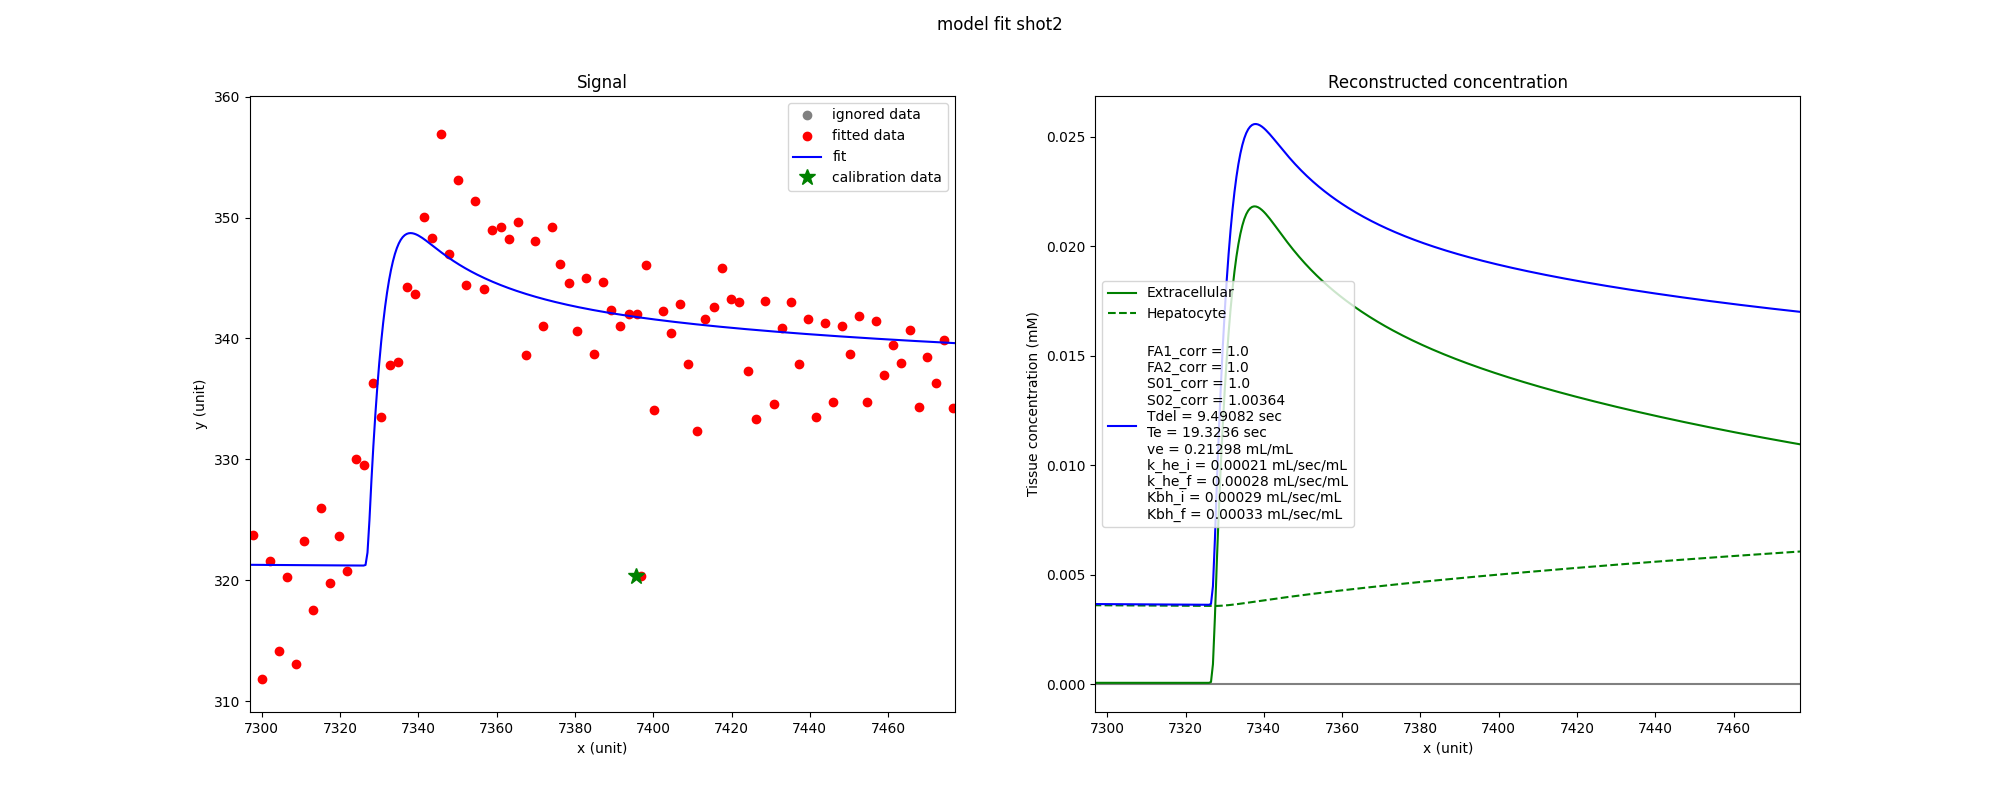 model fit shot2
Signal
360
350
340
330
320
310
y (unit)
7300 7320 7340 7360 7380 7400 7420 7440 7460
x (unit)
ignored data
fitted data
fit
calibration data
Reconstructed concentration
0.025
0.020
0.015
0.010
0.005
0.000
Tissue concentration (mM)
7300 7320 7340 7360 7380 7400 7420 7440 7460
x (unit)
Extracellular
Hepatocyte
FA1_corr = 1.0
FA2_corr = 1.0
S01_corr = 1.0
S02_corr = 1.00364
Tdel = 9.49082 sec
Te = 19.3236 sec
ve = 0.21298 mL/mL
k_he_i = 0.00021 mL/sec/mL
k_he_f = 0.00028 mL/sec/mL
Kbh_i = 0.00029 mL/sec/mL
Kbh_f = 0.00033 mL/sec/mL